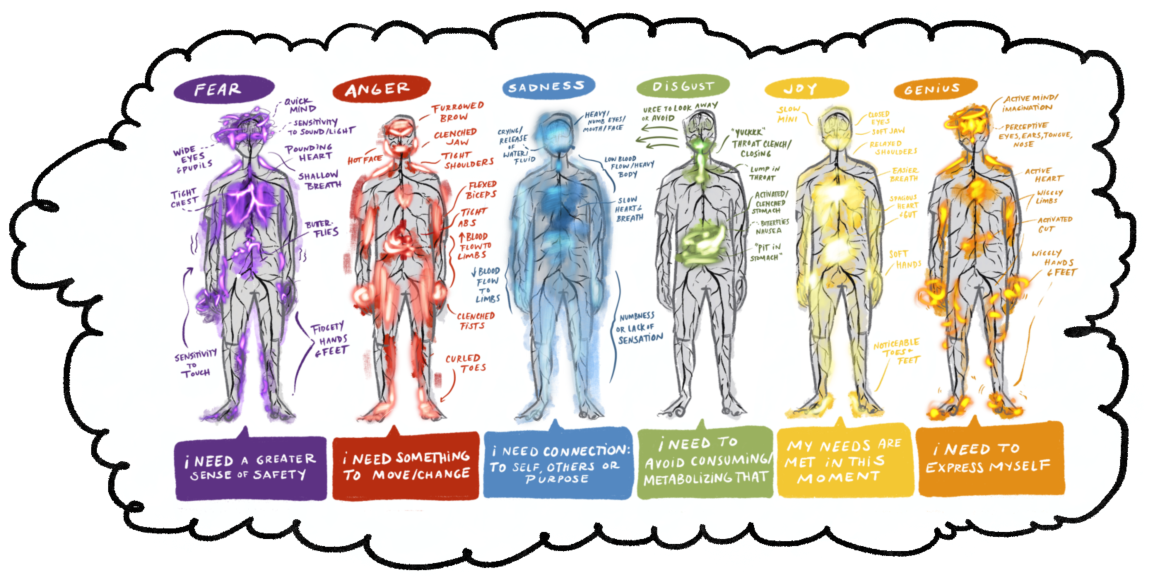 FEAR
QUICK
MIND
SENSITIVITY
TO SOUND/LIGHT
WIDE
EYES
& PUPILS
POUNDING
HEART
SHALLOW
BREATH
TIGHT
CHEST
BUTTER-
FLIES
SENSITIVITY
TO
TOUCH
FIDGETY
HANDS
& FEET
I NEED A GREATER
SENSE OF SAFETY
ANGER
FURROWED
BROW
CLENCHED
JAW
HOT FACE
TIGHT
SHOULDERS
FLEXED
BICEPS
TIGHT
ABS
↑ BLOOD
FLOW TO
LIMBS
CLENCHED
FISTS
CURLED
TOES
I NEED SOMETHING
TO MOVE/CHANGE
SADNESS
HEAVY/
NUMB EYES/
MOUTH/FACE
CRYING/
RELEASE
OF
WATER/
FLUID
LOW BLOOD
FLOW/HEAVY
BODY
SLOW
HEART &
BREATH
↓ BLOOD
FLOW
TO
LIMBS
NUMBNESS
OR LACK OF
SENSATION
I NEED CONNECTION:
TO SELF, OTHERS OR
PURPOSE
DISGUST
URGE TO LOOK AWAY
OR AVOID
"YUCKK"
THROAT CLENCH/
CLOSING
LUMP IN
THROAT
ACTIVATED/
CLENCHED
STOMACH
NAUSEA
"PIT IN
STOMACH"
I NEED TO
AVOID CONSUMING/
METABOLIZING THAT
JOY
SLOW
MIND
CLOSED
EYES
SOFT JAW
RELAXED
SHOULDERS
EASIER
BREATH
SPACIOUS
HEART
& GUT
SOFT
HANDS
NOTICEABLE
TOES +
FEET
MY NEEDS ARE
MET IN THIS
MOMENT
GENIUS
ACTIVE MIND/
IMAGINATION
PERCEPTIVE
EYES, EARS, TONGUE,
NOSE
ACTIVE
HEART
WIGGLY
LIMBS
ACTIVATED
GUT
WIGGLY
HANDS
& FEET
I NEED TO
EXPRESS MYSELF